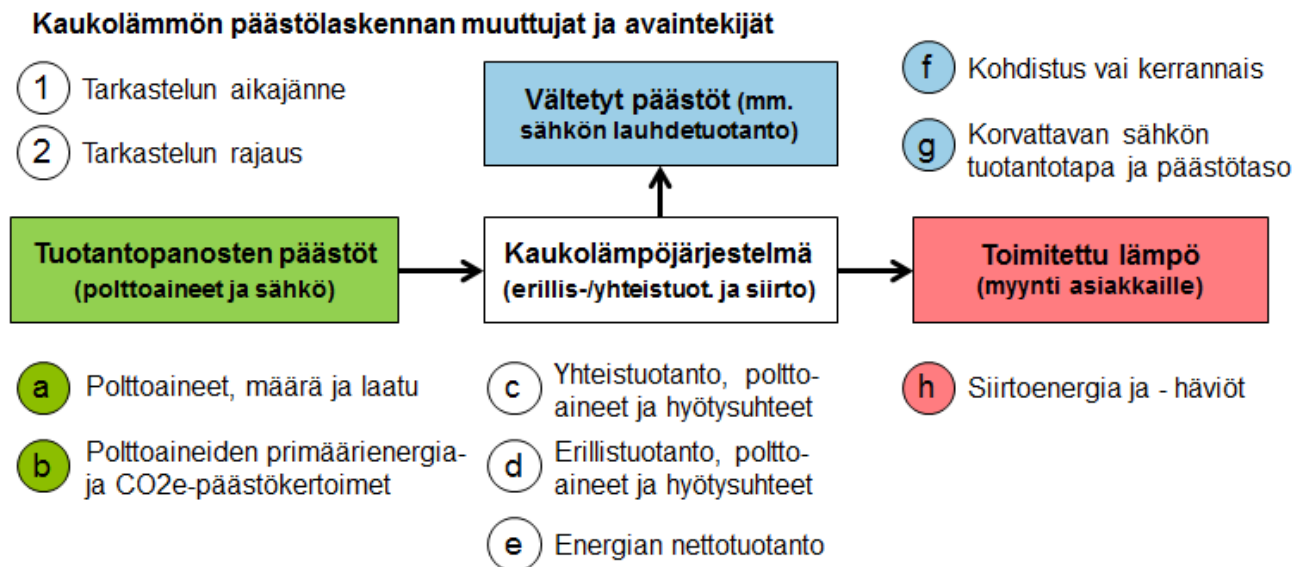 Kaukolämmön päästölaskennan muuttujat ja avaintekijät
1 Tarkastelun aikajänne
2 Tarkastelun rajaus
Vältetyt päästöt (mm.
sähkön lauhdetuotanto)
f Kohdistus vai kerrannais
g Korvattavan sähkön
tuotantotapa ja päästötaso
Tuotantopanosten päästöt
(polttoaineet ja sähkö)
Kaukolämpöjärjestelmä
(erillis-/yhteistuot. ja siirto)
Toimitettu lämpö
(myynti asiakkaille)
a Polttoaineet, määrä ja laatu
b Polttoaineiden primäärienergia-
ja CO2e-päästökertoimet
c Yhteistuotanto, poltto-
aineet ja hyötysuhteet
d Erillistuotanto, poltto-
aineet ja hyötysuhteet
e Energian nettotuotanto
h Siirtoenergia ja - häviöt